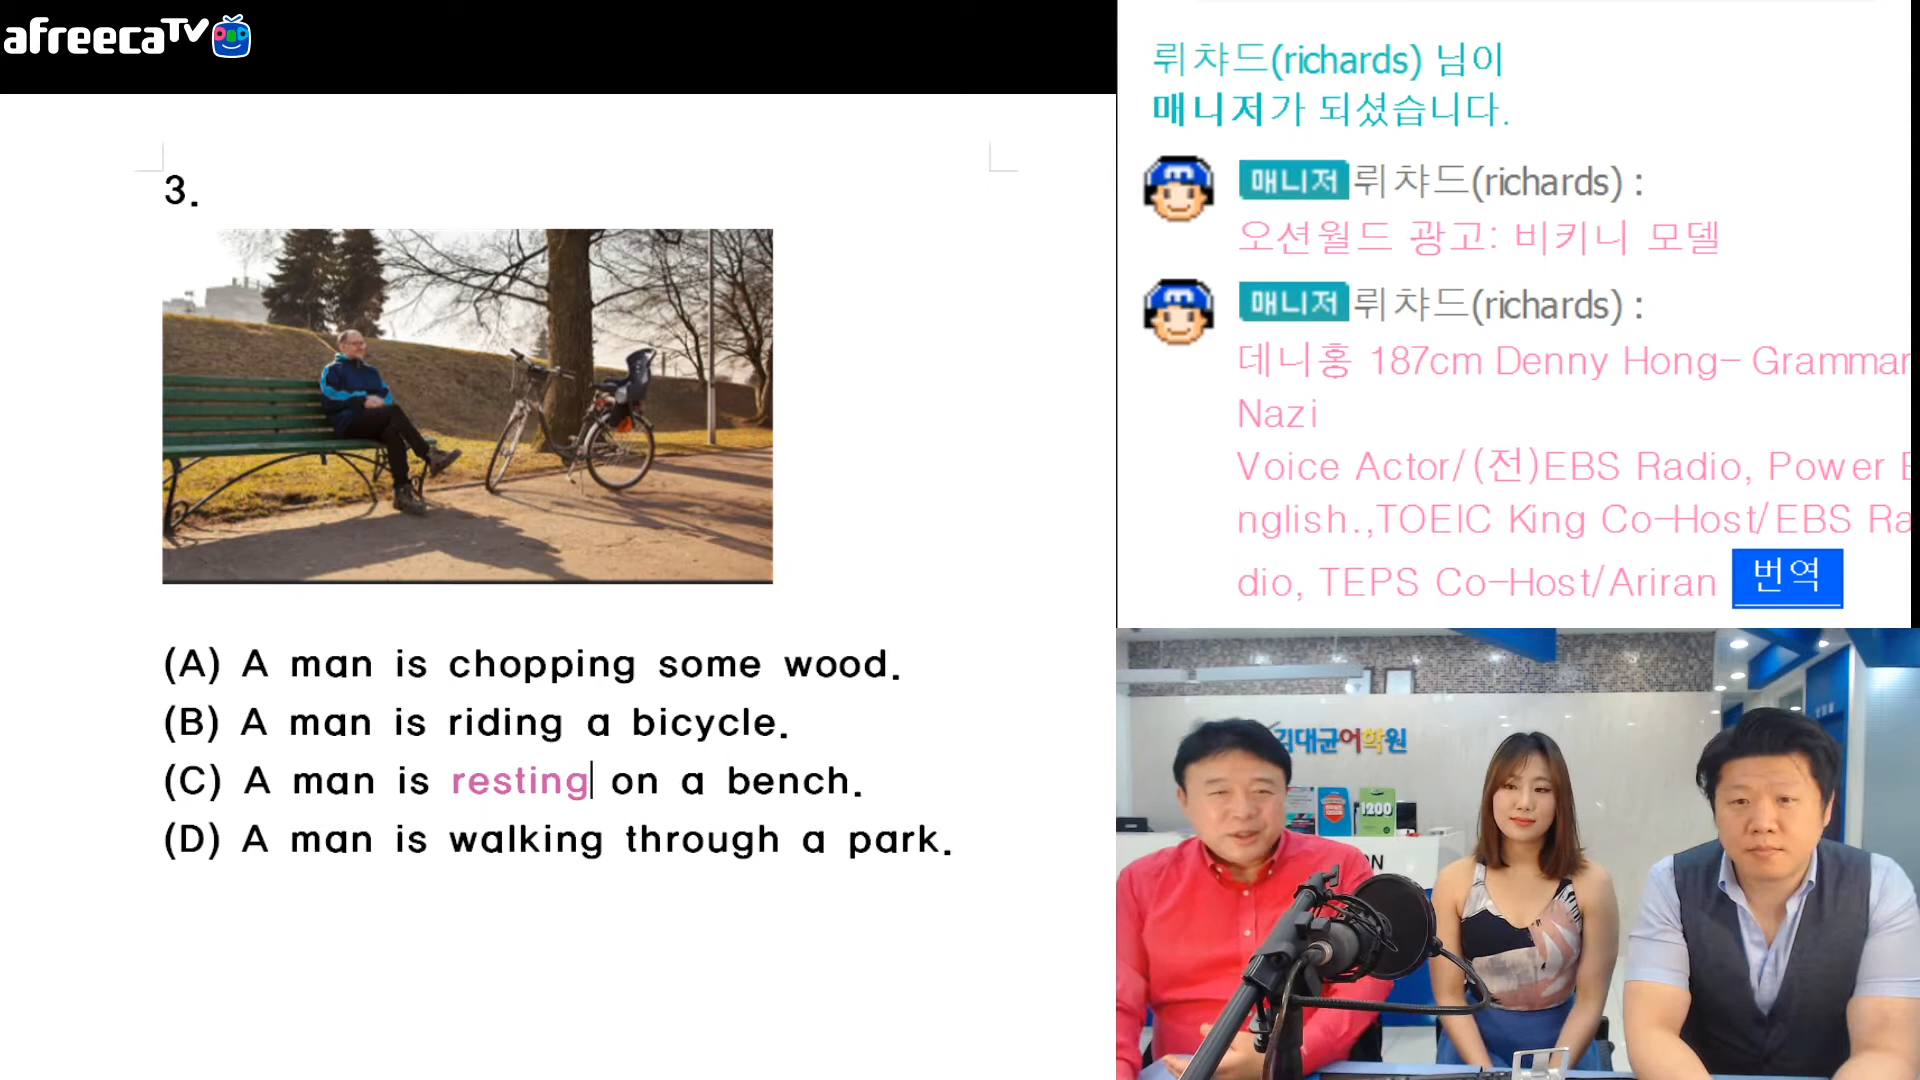 afreecaTV
3.
(A) A man is chopping some wood.
(B) A man is riding a bicycle.
(C) A man is resting on a bench.
(D) A man is walking through a park.
뤼챠드(richards) 님이
매니저가 되셨습니다.
매니저 뤼챠드(richards) :
오션월드 광고: 비키니 모델
매니저 뤼챠드(richards) :
데니홍 187cm Denny Hong- Grammar
Nazi
Voice Actor/(전)EBS Radio, Power E
nglish.,TOEIC King Co-Host/EBS Ra
dio, TEPS Co-Host/Ariran 번역
김대균어학원
1200